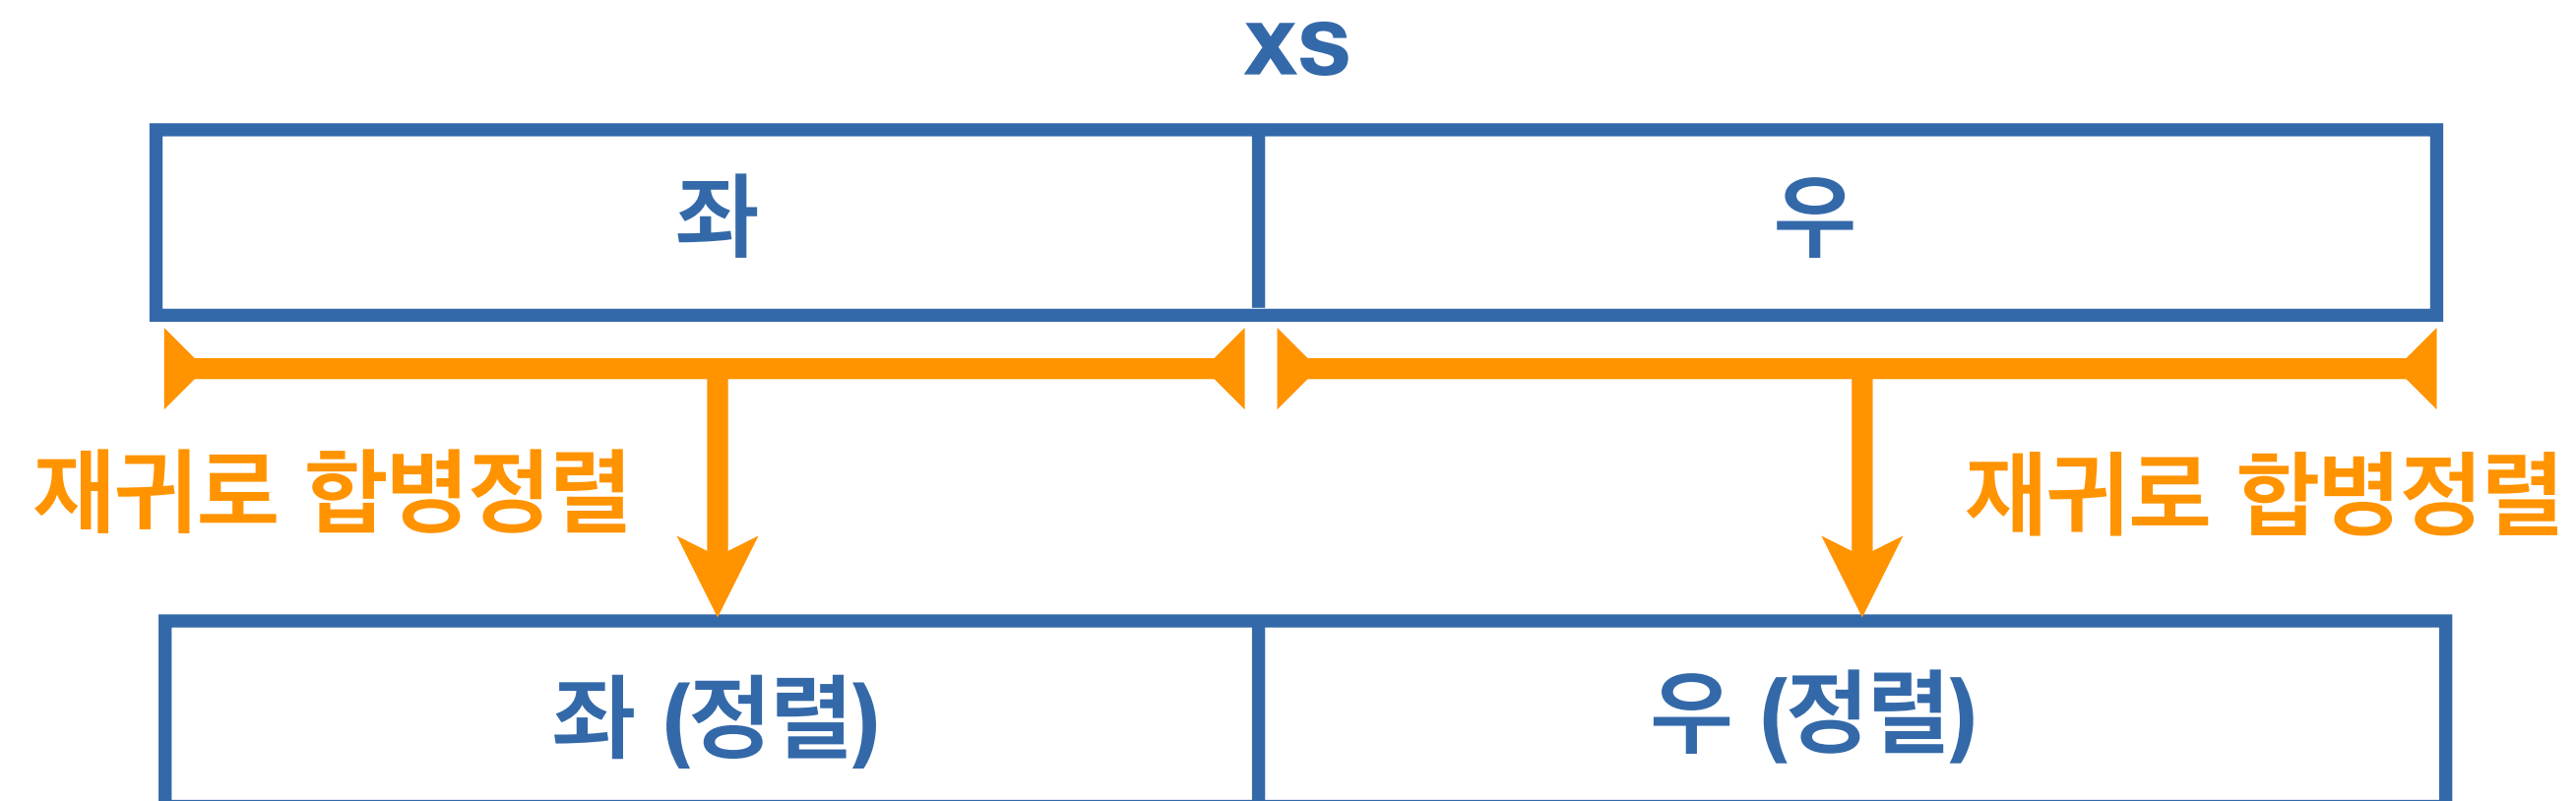 xs
좌
우
재귀로 합병정렬
재귀로 합병정렬
좌 (정렬)
우 (정렬)